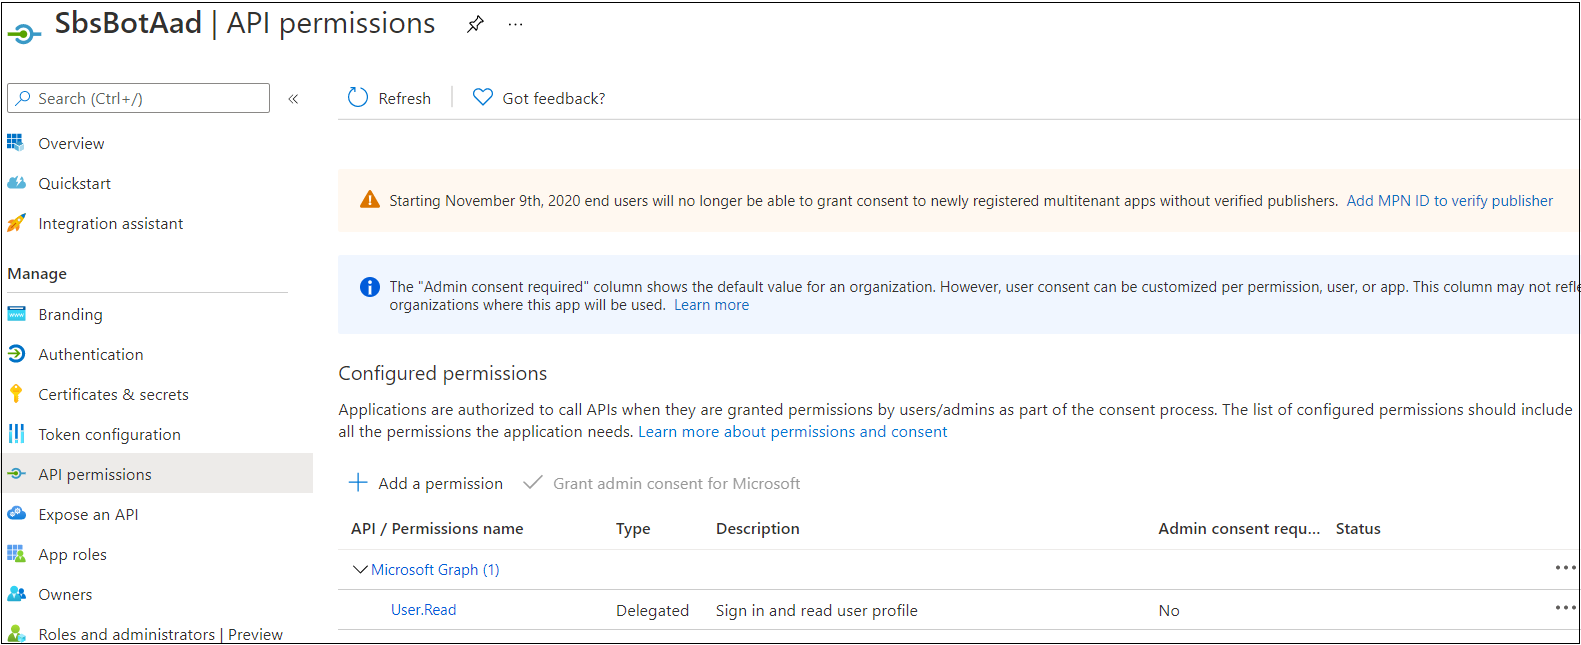 SbsBotAad | API permissions ...
Search (Ctrl+/) «
Refresh
Got feedback?
Overview
Quickstart
Integration assistant
Manage
Branding
Authentication
Certificates & secrets
Token configuration
API permissions
Expose an API
App roles
Owners
Roles and administrators | Preview
Starting November 9th, 2020 end users will no longer be able to grant consent to newly registered multitenant apps without verified publishers. Add MPN ID to verify publisher
The "Admin consent required" column shows the default value for an organization. However, user consent can be customized per permission, user, or app. This column may not refle
organizations where this app will be used. Learn more
Configured permissions
Applications are authorized to call APIs when they are granted permissions by users/admins as part of the consent process. The list of configured permissions should include
all the permissions the application needs. Learn more about permissions and consent
Add a permission
Grant admin consent for Microsoft
API / Permissions name Type Description Admin consent requ... Status
Microsoft Graph (1) ...
User.Read Delegated Sign in and read user profile No ...